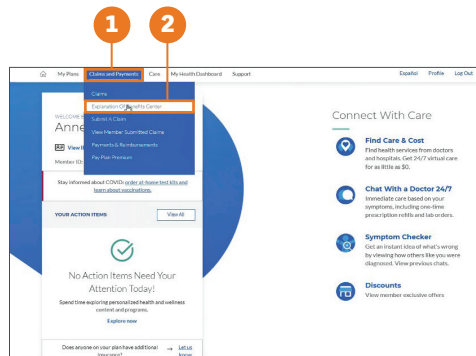 1
2
My Plans
Claims and Payments
Care
My Health Dashboard
Support
Español
Profile
Log Out
Claims
Explanation Of Benefits Center
Submit A Claim
View Member Submitted Claims
Payments & Reimbursements
Pay Plan Premium
WELCOME
Anne
View
Member ID:
Stay informed about COVID: order at-home test kits and
learn about vaccinations.
YOUR ACTION ITEMS
View All
No Action Items Need Your
Attention Today!
Spend time exploring personalized health and wellness
content and programs.
Explore now
Does anyone on your plan have additional
insurance?
→ Let us
know
Connect With Care
Find Care & Cost
Find health services from doctors
and hospitals. Get 24/7 virtual care
for as little as $0.
Chat With a Doctor 24/7
Immediate care based on your
symptoms, including one-time
prescription refills and lab orders.
Symptom Checker
Get an instant idea of what's wrong
by viewing how others like you were
diagnosed. View previous chats.
Discounts
View member exclusive offers